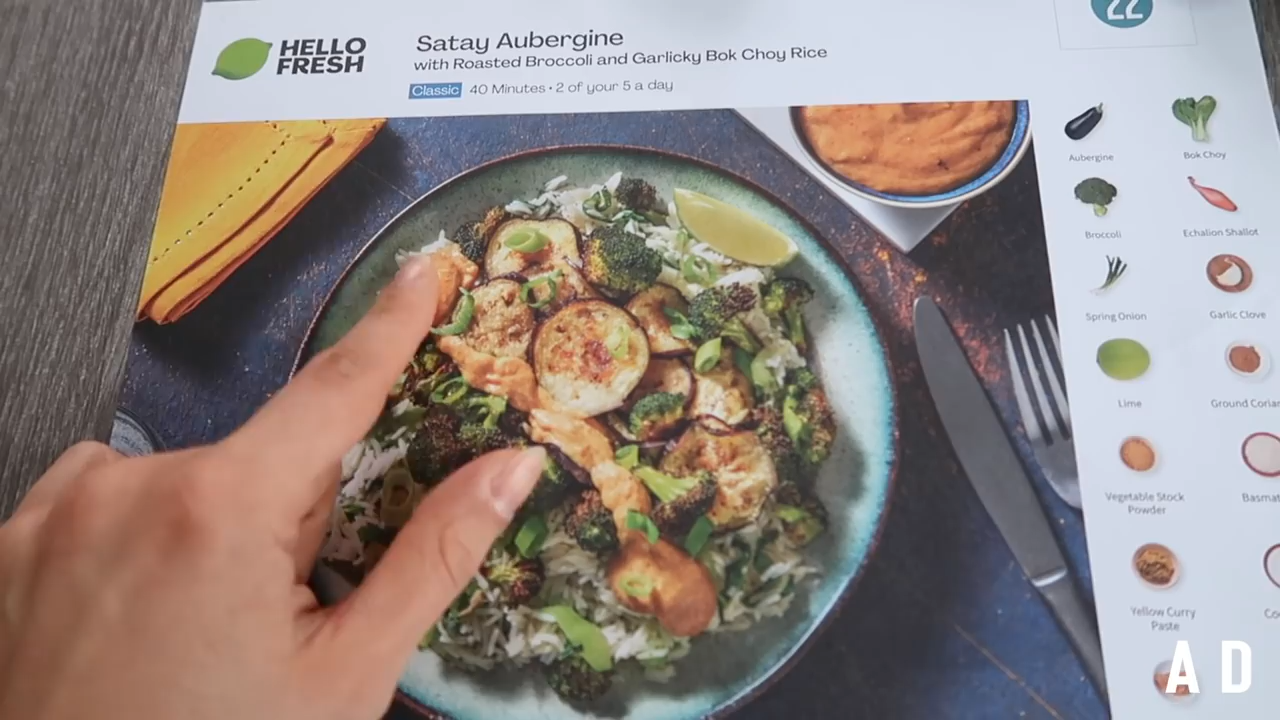 HELLO
FRESH
Satay Aubergine
with Roasted Broccoli and Garlicky Bok Choy Rice
Classic 40 Minutes • 2 of your 5 a day
22
Aubergine
Bok Choy
Broccoli
Echalion Shallot
Spring Onion
Garlic Clove
Lime
Ground
Vegetable Stock
Powder
Yellow Curry
Paste
AD